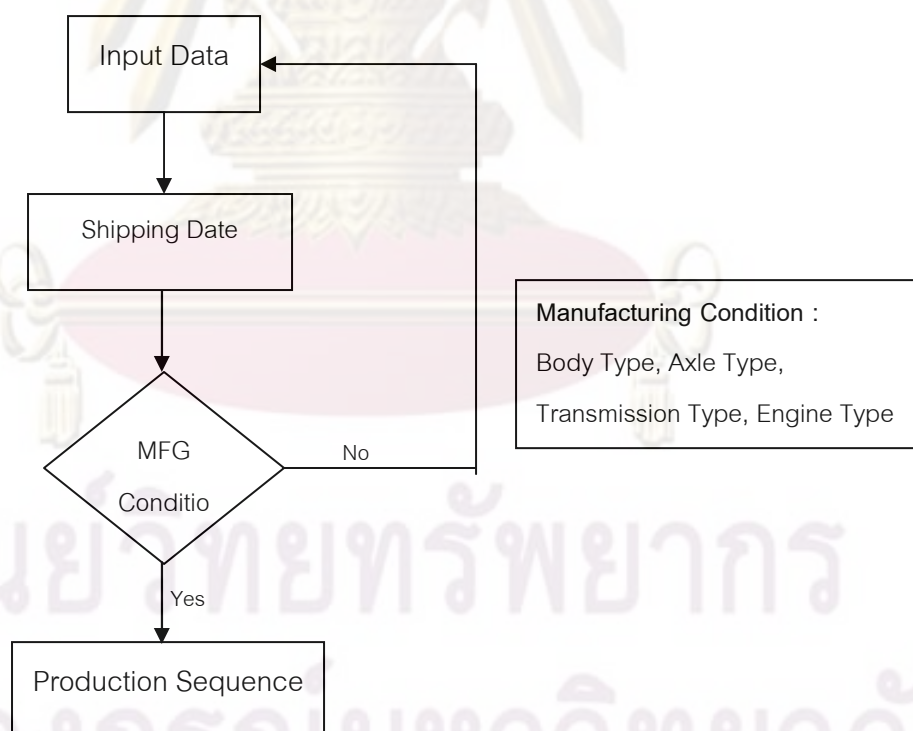 Input Data
Shipping Date
Manufacturing Condition :
Body Type, Axle Type,
Transmission Type, Engine Type
MFG
Conditio
No
Yes
Production Sequence